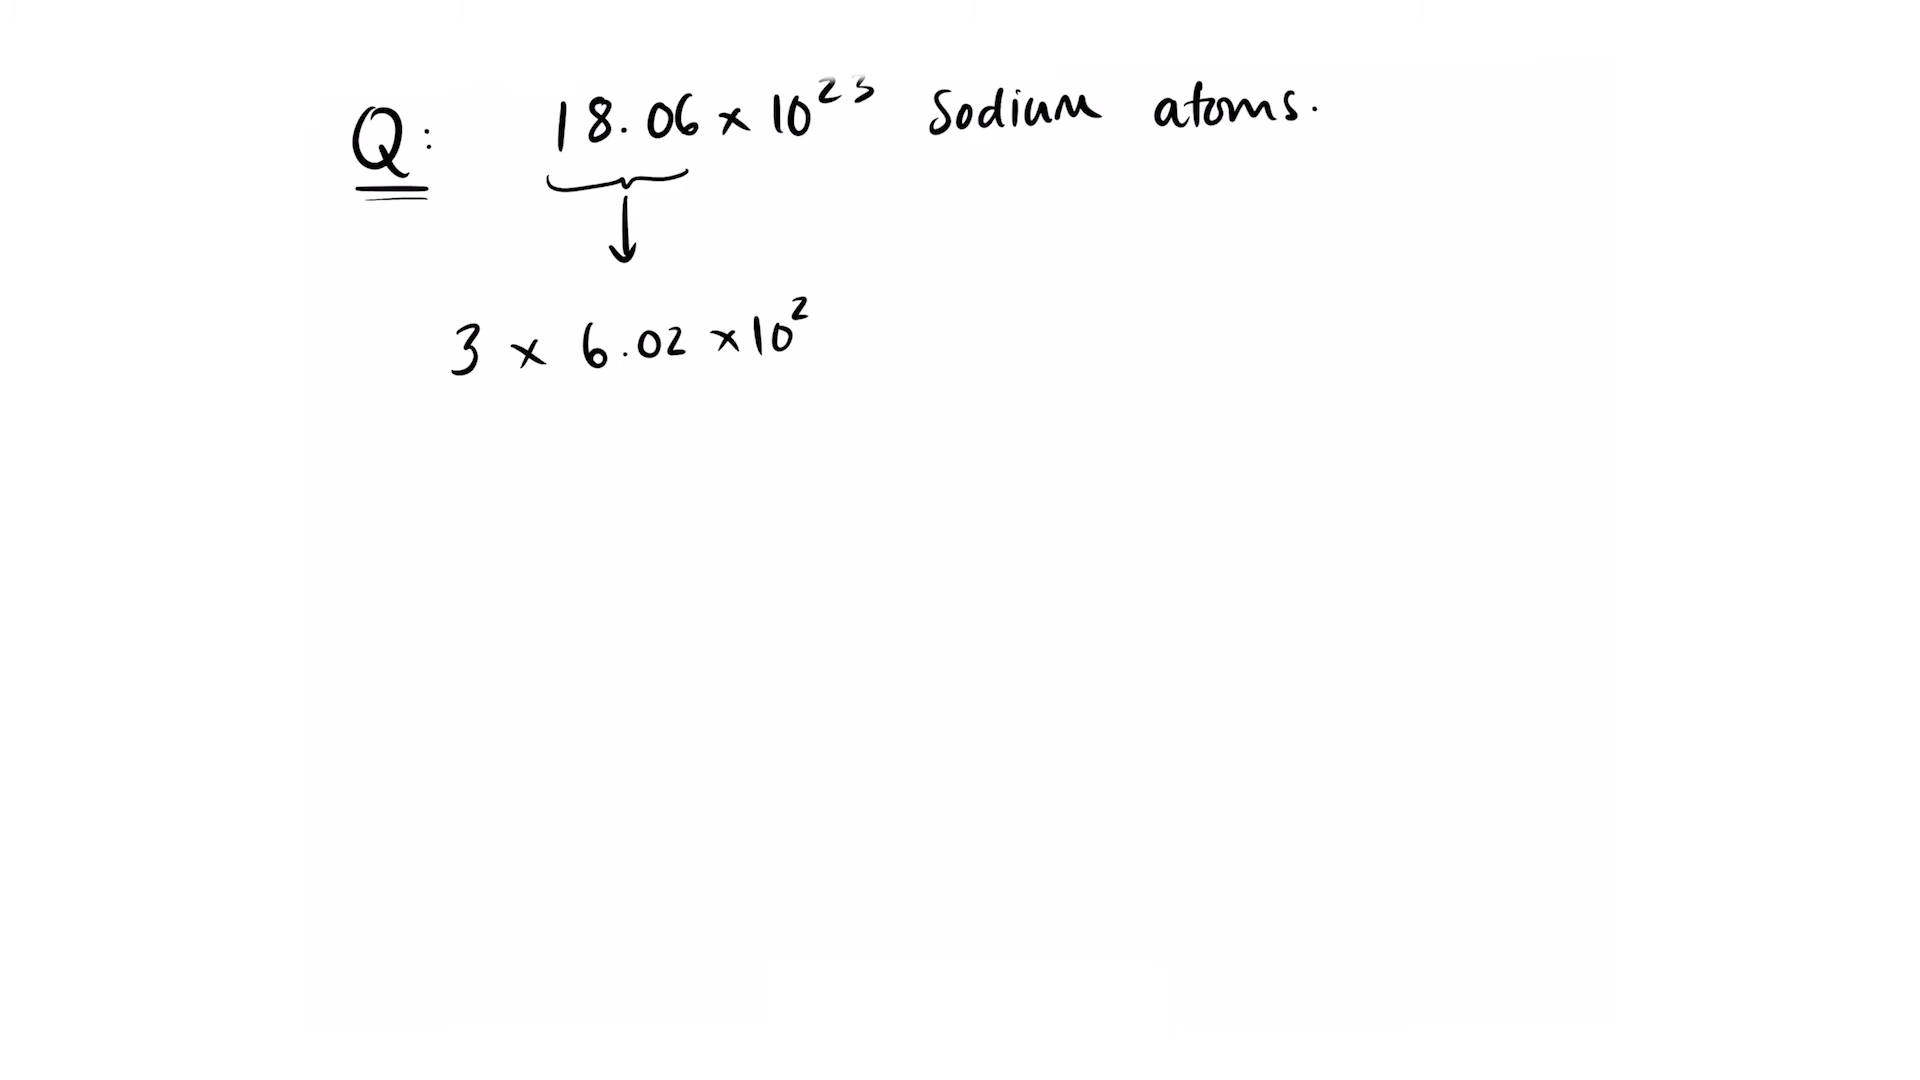 Q: 18.06 × 10²³ Sodium atoms.
3 × 6.02 × 10²